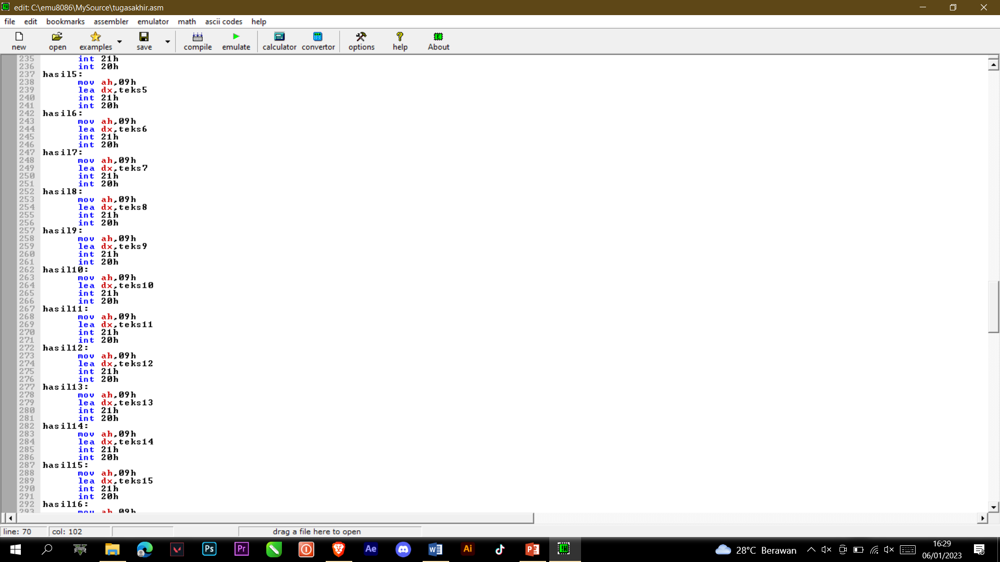 edit: C:\emu8086\MySource\tugasakhir.asm
file edit bookmarks assembler emulator math ascii codes help
new open examples save compile emulate calculator convertor options help About
235 int 21h
236 int 20h
237 hasil5:
238 mov ah,09h
239 lea dx,teks5
240 int 21h
241 int 20h
242 hasil6:
243 mov ah,09h
244 lea dx,teks6
245 int 21h
246 int 20h
247 hasil7:
248 mov ah,09h
249 lea dx,teks7
250 int 21h
251 int 20h
252 hasil8:
253 mov ah,09h
254 lea dx,teks8
255 int 21h
256 int 20h
257 hasil9:
258 mov ah,09h
259 lea dx,teks9
260 int 21h
261 int 20h
262 hasil10:
263 mov ah,09h
264 lea dx,teks10
265 int 21h
266 int 20h
267 hasil11:
268 mov ah,09h
269 lea dx,teks11
270 int 21h
271 int 20h
272 hasil12:
273 mov ah,09h
274 lea dx,teks12
275 int 21h
276 int 20h
277 hasil13:
278 mov ah,09h
279 lea dx,teks13
280 int 21h
281 int 20h
282 hasil14:
283 mov ah,09h
284 lea dx,teks14
285 int 21h
286 int 20h
287 hasil15:
288 mov ah,09h
289 lea dx,teks15
290 int 21h
291 int 20h
292 hasil16:
293 mov ah,09h
line: 70 col: 102 drag a file here to open
Ps Pr Ae Ai 28°C Berawan 16:29
06/01/2023